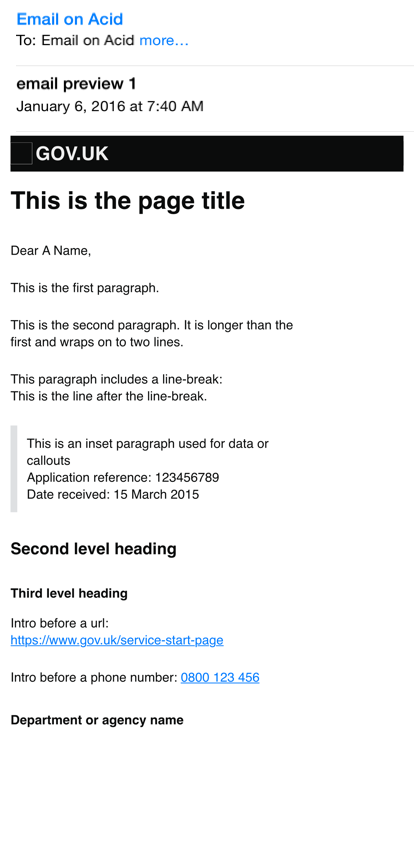 Email on Acid
To: Email on Acid more...
email preview 1
January 6, 2016 at 7:40 AM
GOV.UK
This is the page title
Dear A Name,
This is the first paragraph.
This is the second paragraph. It is longer than the
first and wraps on to two lines.
This paragraph includes a line-break:
This is the line after the line-break.
This is an inset paragraph used for data or
callouts
Application reference: 123456789
Date received: 15 March 2015
Second level heading
Third level heading
Intro before a url:
https://www.gov.uk/service-start-page
Intro before a phone number: 0800 123 456
Department or agency name